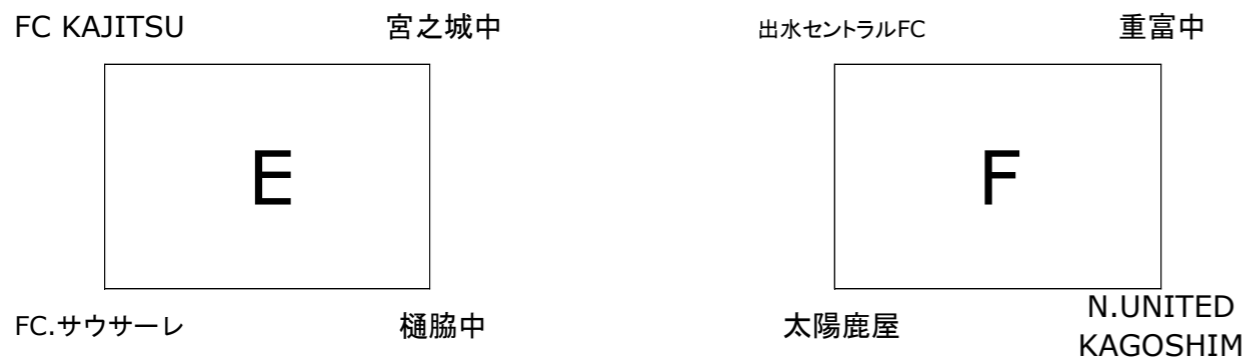 FC KAJITSU
宮之城中
出水セントラルFC
重富中
E
F
FC.サウサーレ
樋脇中
太陽鹿屋
N.UNITED
KAGOSHIM